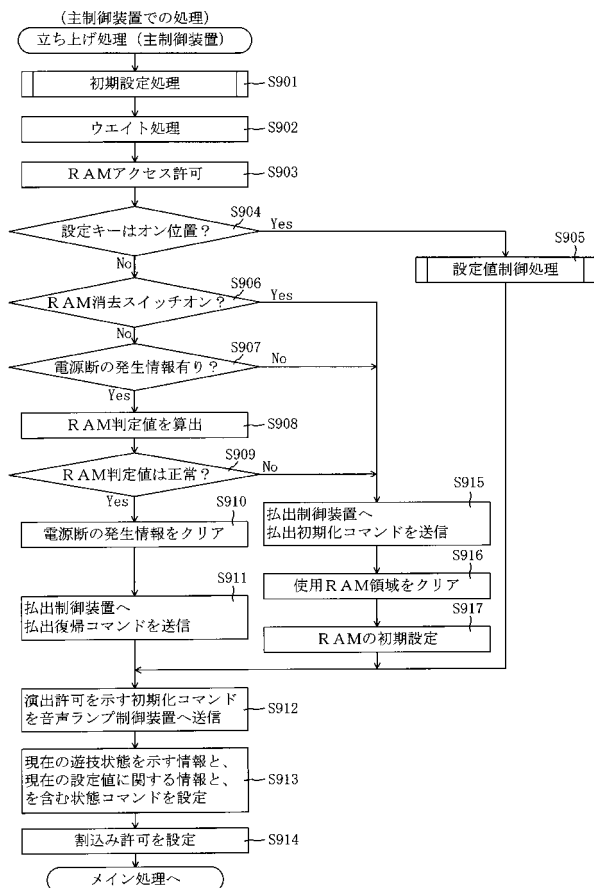 (主制御装置での処理)
立ち上げ処理(主制御装置)
初期設定処理
S901
ウエイト処理
S902
RAMアクセス許可
S903
S904
設定キーはオン位置?
Yes
No
S905
設定値制御処理
S906
RAM消去スイッチオン?
Yes
No
S907
電源断の発生情報有り?
No
Yes
RAM判定値を算出
S908
S909
RAM判定値は正常?
No
Yes
S910
電源断の発生情報をクリア
S911
払出制御装置へ
払出復帰コマンドを送信
S915
払出制御装置へ
払出初期化コマンドを送信
S916
使用RAM領域をクリア
S917
RAMの初期設定
演出許可を示す初期化コマンド
を音声ランプ制御装置へ送信
S912
現在の遊技状態を示す情報と、
現在の設定値に関する情報と、
を含む状態コマンドを設定
S913
割込み許可を設定
S914
メイン処理へ